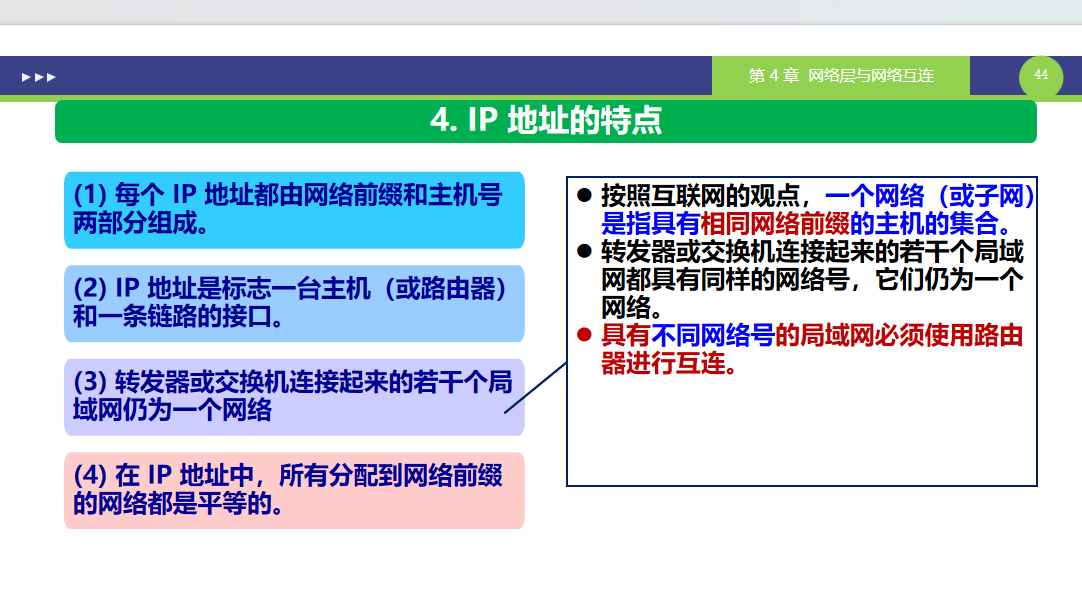 第 4 章 网络层与网络互连
44
4. IP 地址的特点
(1) 每个 IP 地址都由网络前缀和主机号
两部分组成。
(2) IP 地址是标志一台主机（或路由器）
和一条链路的接口。
(3) 转发器或交换机连接起来的若干个局
域网仍为一个网络
(4) 在 IP 地址中，所有分配到网络前缀
的网络都是平等的。
● 按照互联网的观点，一个网络（或子网）
是指具有相同网络前缀的主机的集合。
● 转发器或交换机连接起来的若干个局域
网都具有同样的网络号，它们仍为一个
网络。
● 具有不同网络号的局域网必须使用路由
器进行互连。